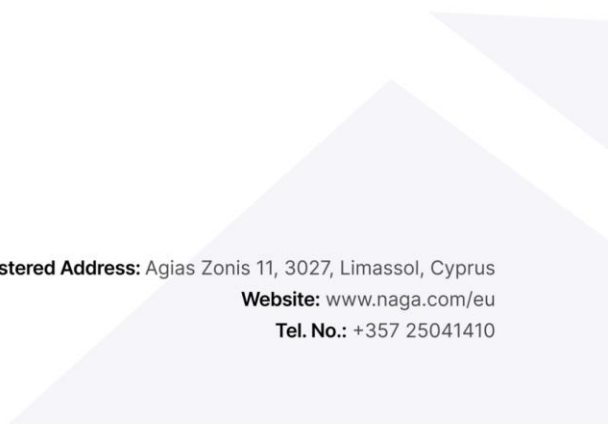 stered Address: Agias Zonis 11, 3027, Limassol, Cyprus
Website: www.naga.com/eu
Tel. No.: +357 25041410